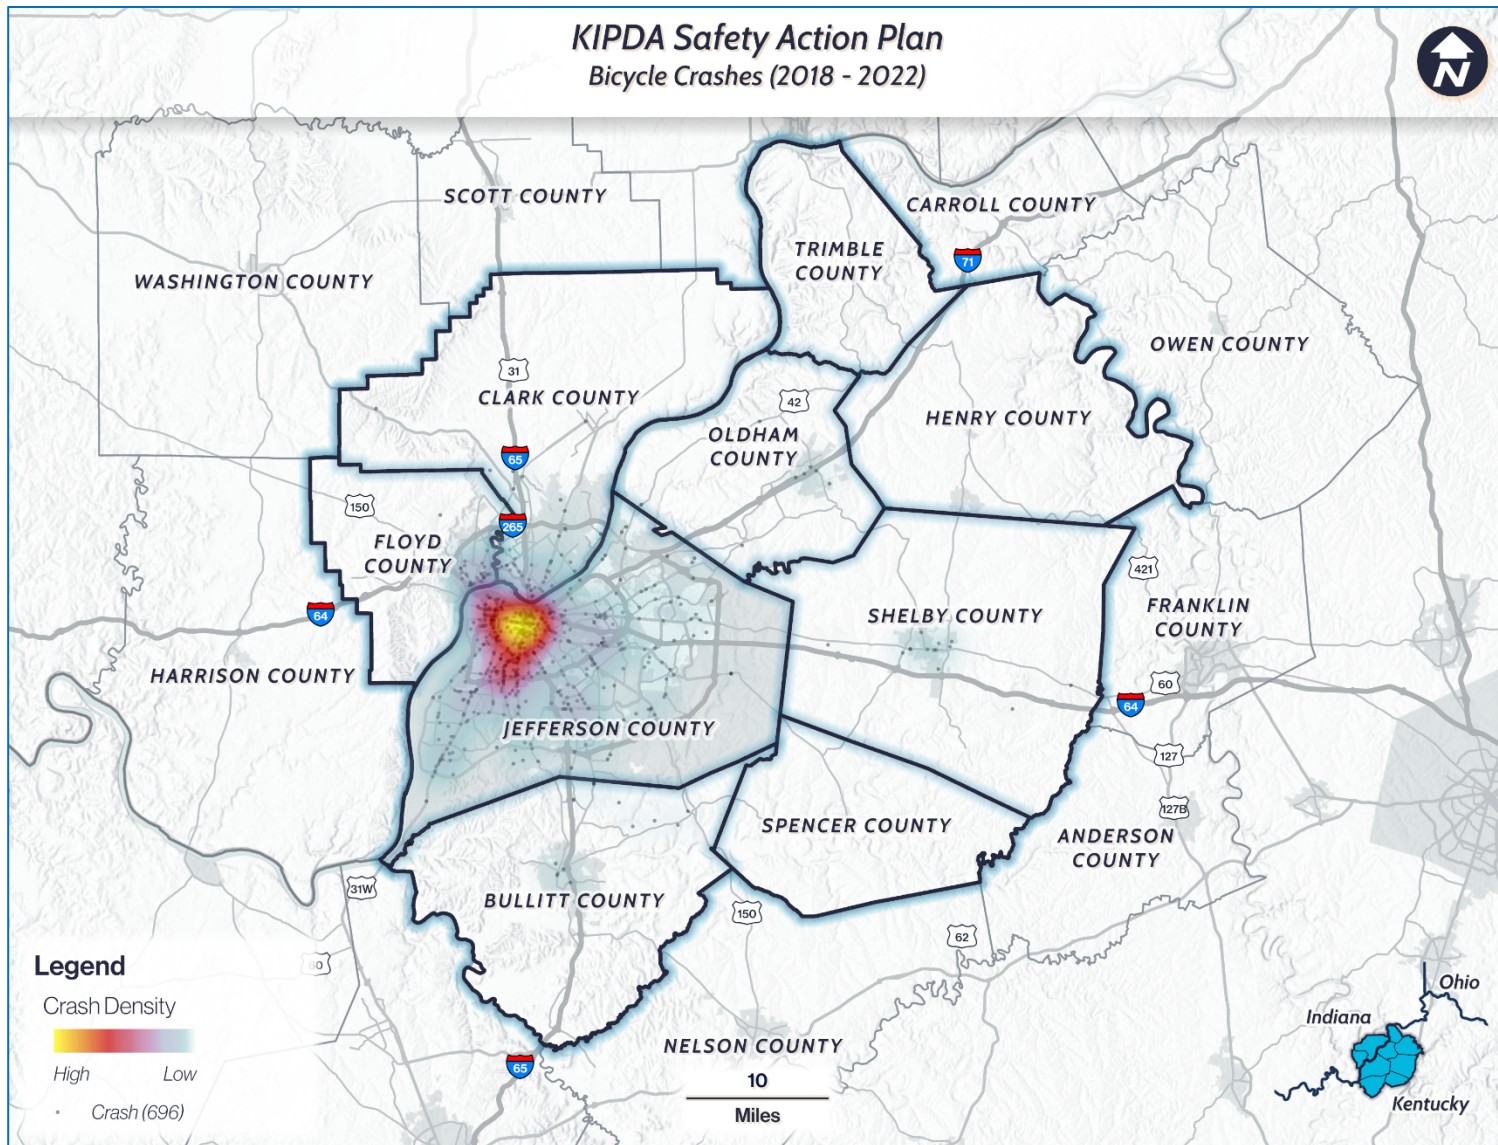 KIPDA Safety Action Plan
Bicycle Crashes (2018 - 2022)
N
SCOTT COUNTY
CARROLL COUNTY
TRIMBLE
COUNTY
71
WASHINGTON COUNTY
OWEN COUNTY
31
CLARK COUNTY
42
HENRY COUNTY
OLDHAM
COUNTY
65
150
265
FLOYD
COUNTY
421
64
SHELBY COUNTY
FRANKLIN
COUNTY
HARRISON COUNTY
60
64
JEFFERSON COUNTY
127
127B
SPENCER COUNTY
ANDERSON
COUNTY
31W
BULLITT COUNTY
150
62
60
Legend
Crash Density
High
Low
Crash (696)
65
NELSON COUNTY
10
Miles
Ohio
Indiana
Kentucky